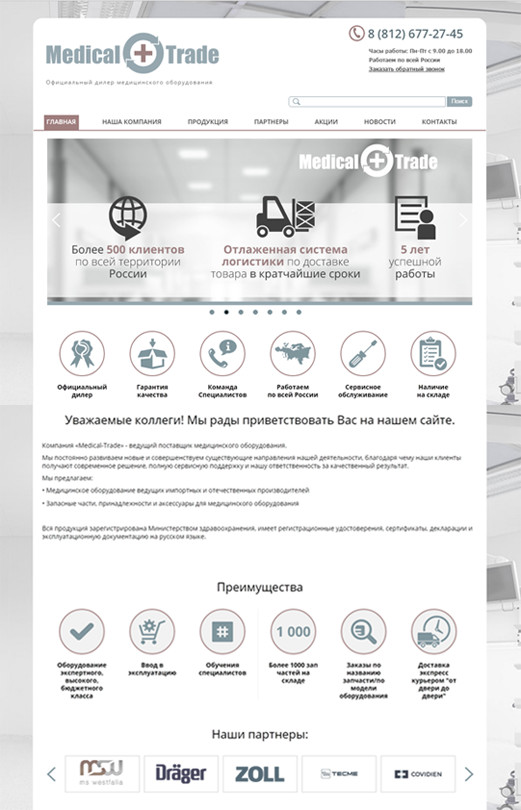 Medical Trade
Официальный дилер медицинского оборудования
8 (812) 677-27-45
Часы работы: Пн-Пт с 9.00 до 18.00
Работаем по всей России
Заказать обратный звонок
Поиск
ГЛАВНАЯ НАША КОМПАНИЯ ПРОДУКЦИЯ ПАРТНЕРЫ АКЦИИ НОВОСТИ КОНТАКТЫ
Medical Trade
Более 500 клиентов
по всей территории
России
Отлаженная система
логистики по доставке
товара в кратчайшие сроки
5 лет
успешной
работы
Официальный
дилер
Гарантия
качества
Команда
Специалистов
Работаем
по всей России
Сервисное
обслуживание
Наличие
на складе
Уважаемые коллеги! Мы рады приветствовать Вас на нашем сайте.
Компания «Medical-Trade» - ведущий поставщик медицинского оборудования.
Мы постоянно развиваем новые и совершенствуем существующие направления нашей деятельности, благодаря чему наши клиенты
получают современное решение, полную сервисную поддержку и нашу ответственность за качественный результат.
Мы предлагаем:
• Медицинское оборудование ведущих импортных и отечественных производителей
• Запасные части, принадлежности и аксессуары для медицинского оборудования
Вся продукция зарегистрирована Министерством здравоохранения, имеет регистрационные удостоверения, сертификаты, декларации и
эксплуатационную документацию на русском языке.
Преимущества
1 000
Оборудование
экспертного,
высокого,
бюджетного
класса
Ввод в
эксплуатацию
Обучения
специалистов
Более 1000 зап
частей на
складе
Заказы по
названию
запчасти/по
модели
оборудования
Доставка
экспресс
курьером "от
двери до
двери"
Наши партнеры:
msw
ms westfalia
Dräger
ZOLL
TECME
COVIDIEN